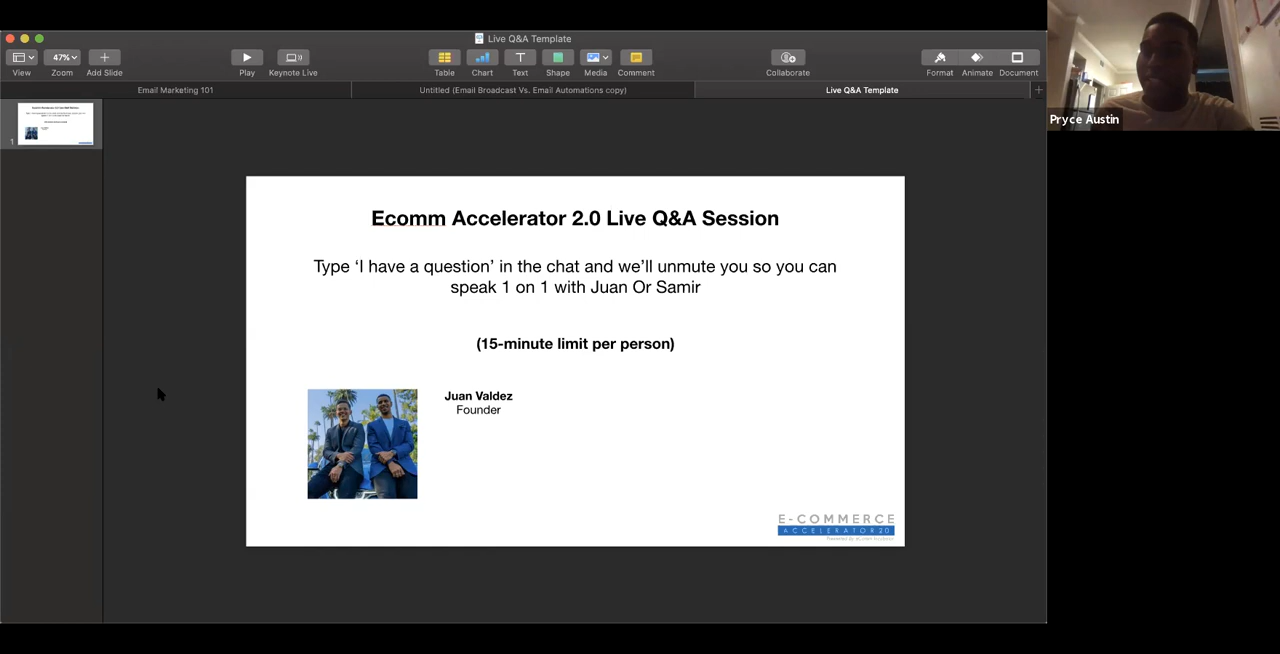 Live Q&A Template
47%
View
Zoom
Add Slide
Play
Keynote Live
Table
Chart
Text
Shape
Media
Comment
Collaborate
Format
Animate
Document
Email Marketing 101
Untitled (Email Broadcast Vs. Email Automations copy)
Live Q&A Template
Pryce Austin
1
Ecomm Accelerator 2.0 Live Q&A Session
Type ‘I have a question’ in the chat and we’ll unmute you so you can
speak 1 on 1 with Juan Or Samir
(15-minute limit per person)
Juan Valdez
Founder
E-COMMERCE
ACCELERATOR 2.0